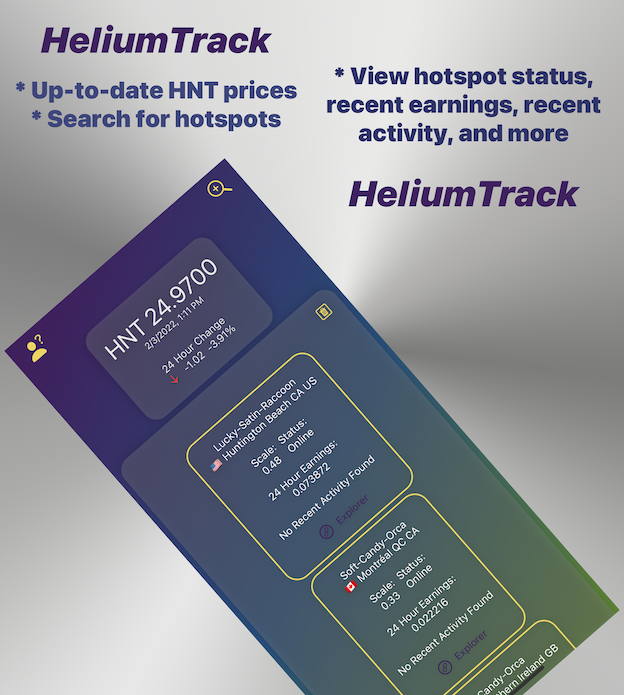 HeliumTrack
* Up-to-date HNT prices
* Search for hotspots
* View hotspot status,
recent earnings, recent
activity, and more
HeliumTrack
HNT 24.9700
2/3/2022, 1:11 PM
24 Hour Change
-1.02 -3.91%
Lucky-Satin-Raccoon
Huntington Beach CA US
Scale: Status:
0.48 Online
24 Hour Earnings:
0.073872
No Recent Activity Found
Explorer
Soft-Candy-Orca
Montréal QC CA
Scale: Status:
0.33 Online
24 Hour Earnings:
0.022216
No Recent Activity Found
Explorer
Candy-Orca
hern Ireland GB